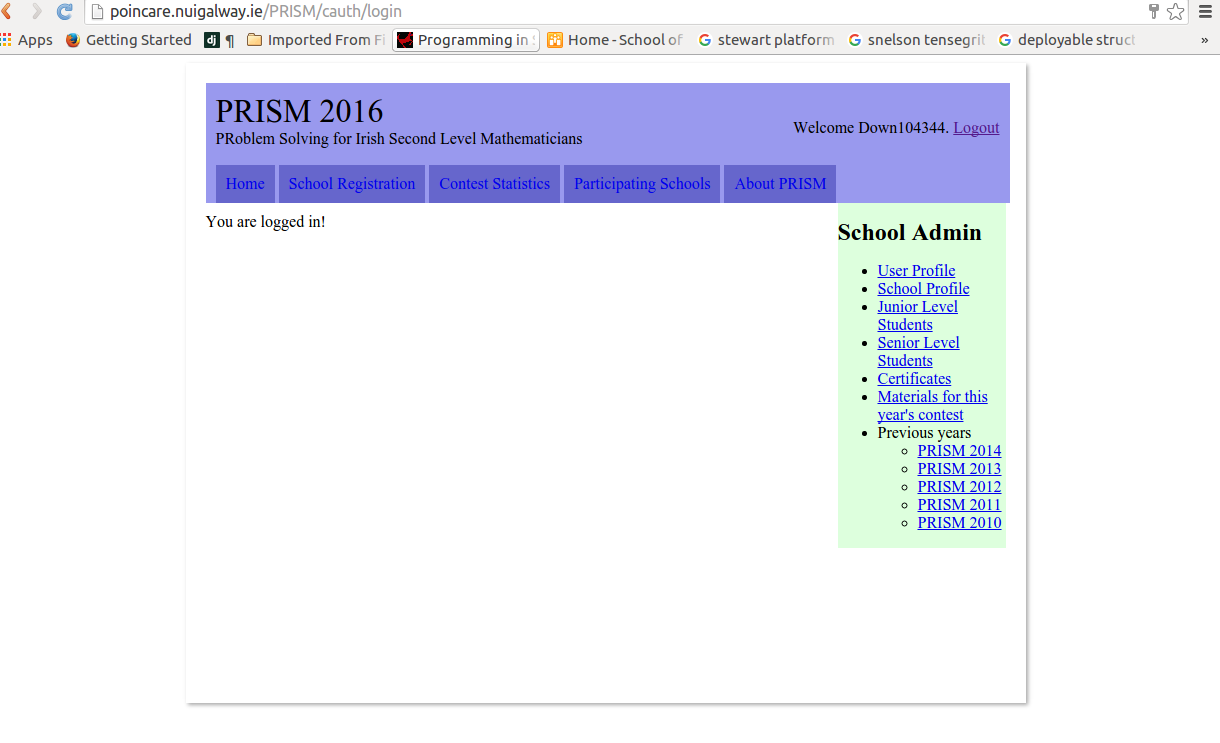 poincare.nuigalway.ie/PRISM/cauth/login
Apps Getting Started dj ¶ Imported From Fi Programming in S Home - School of G stewart platform G snelson tensegrit G deployable struct »
PRISM 2016
PRoblem Solving for Irish Second Level Mathematicians
Welcome Down104344. Logout
Home School Registration Contest Statistics Participating Schools About PRISM
You are logged in!
School Admin
User Profile
School Profile
Junior Level
Students
Senior Level
Students
Certificates
Materials for this
year's contest
Previous years
PRISM 2014
PRISM 2013
PRISM 2012
PRISM 2011
PRISM 2010